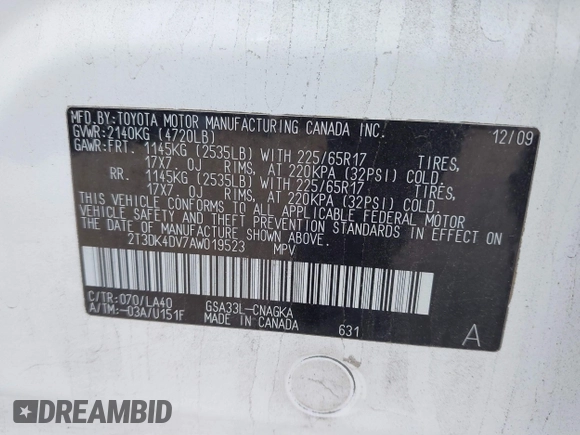 MFD. BY: TOYOTA MOTOR MANUFACTURING CANADA INC.
GVWR: 2140KG (4720LB) 12/09
GAWR: FRT. 1145KG (2535LB) WITH 225/65R17 TIRES,
17X7. OJ RIMS, AT 220KPA (32PSI) COLD
RR. 1145KG (2535LB) WITH 225/65R17 TIRES,
17X7. OJ RIMS, AT 220KPA (32PSI) COLD.
THIS VEHICLE CONFORMS TO ALL APPLICABLE FEDERAL MOTOR
VEHICLE SAFETY AND THEFT PREVENTION STANDARDS IN EFFECT
ON THE DATE OF MANUFACTURE SHOWN ABOVE.
2T3DK4DV7AW019523 MPV
C/TR: 070/LA40 GSA33L-CNAGKA
A/TM: -03A/U151F MADE IN CANADA 631 A
DREAMBID